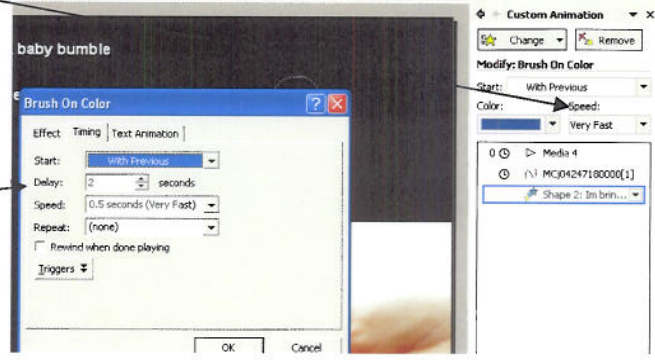 baby bumble
Brush On Color
Effect Timing Text Animation
Start: With Previous
Delay: 2 seconds
Speed: 0.5 seconds (Very Fast)
Repeat: (none)
Rewind when done playing
Triggers
OK Cancel
Custom Animation
Change Remove
Modify: Brush On Color
Start: With Previous
Color: Speed:
Very Fast
0 Media 4
MCj04247180000[1]
Shape 2: Im brin...